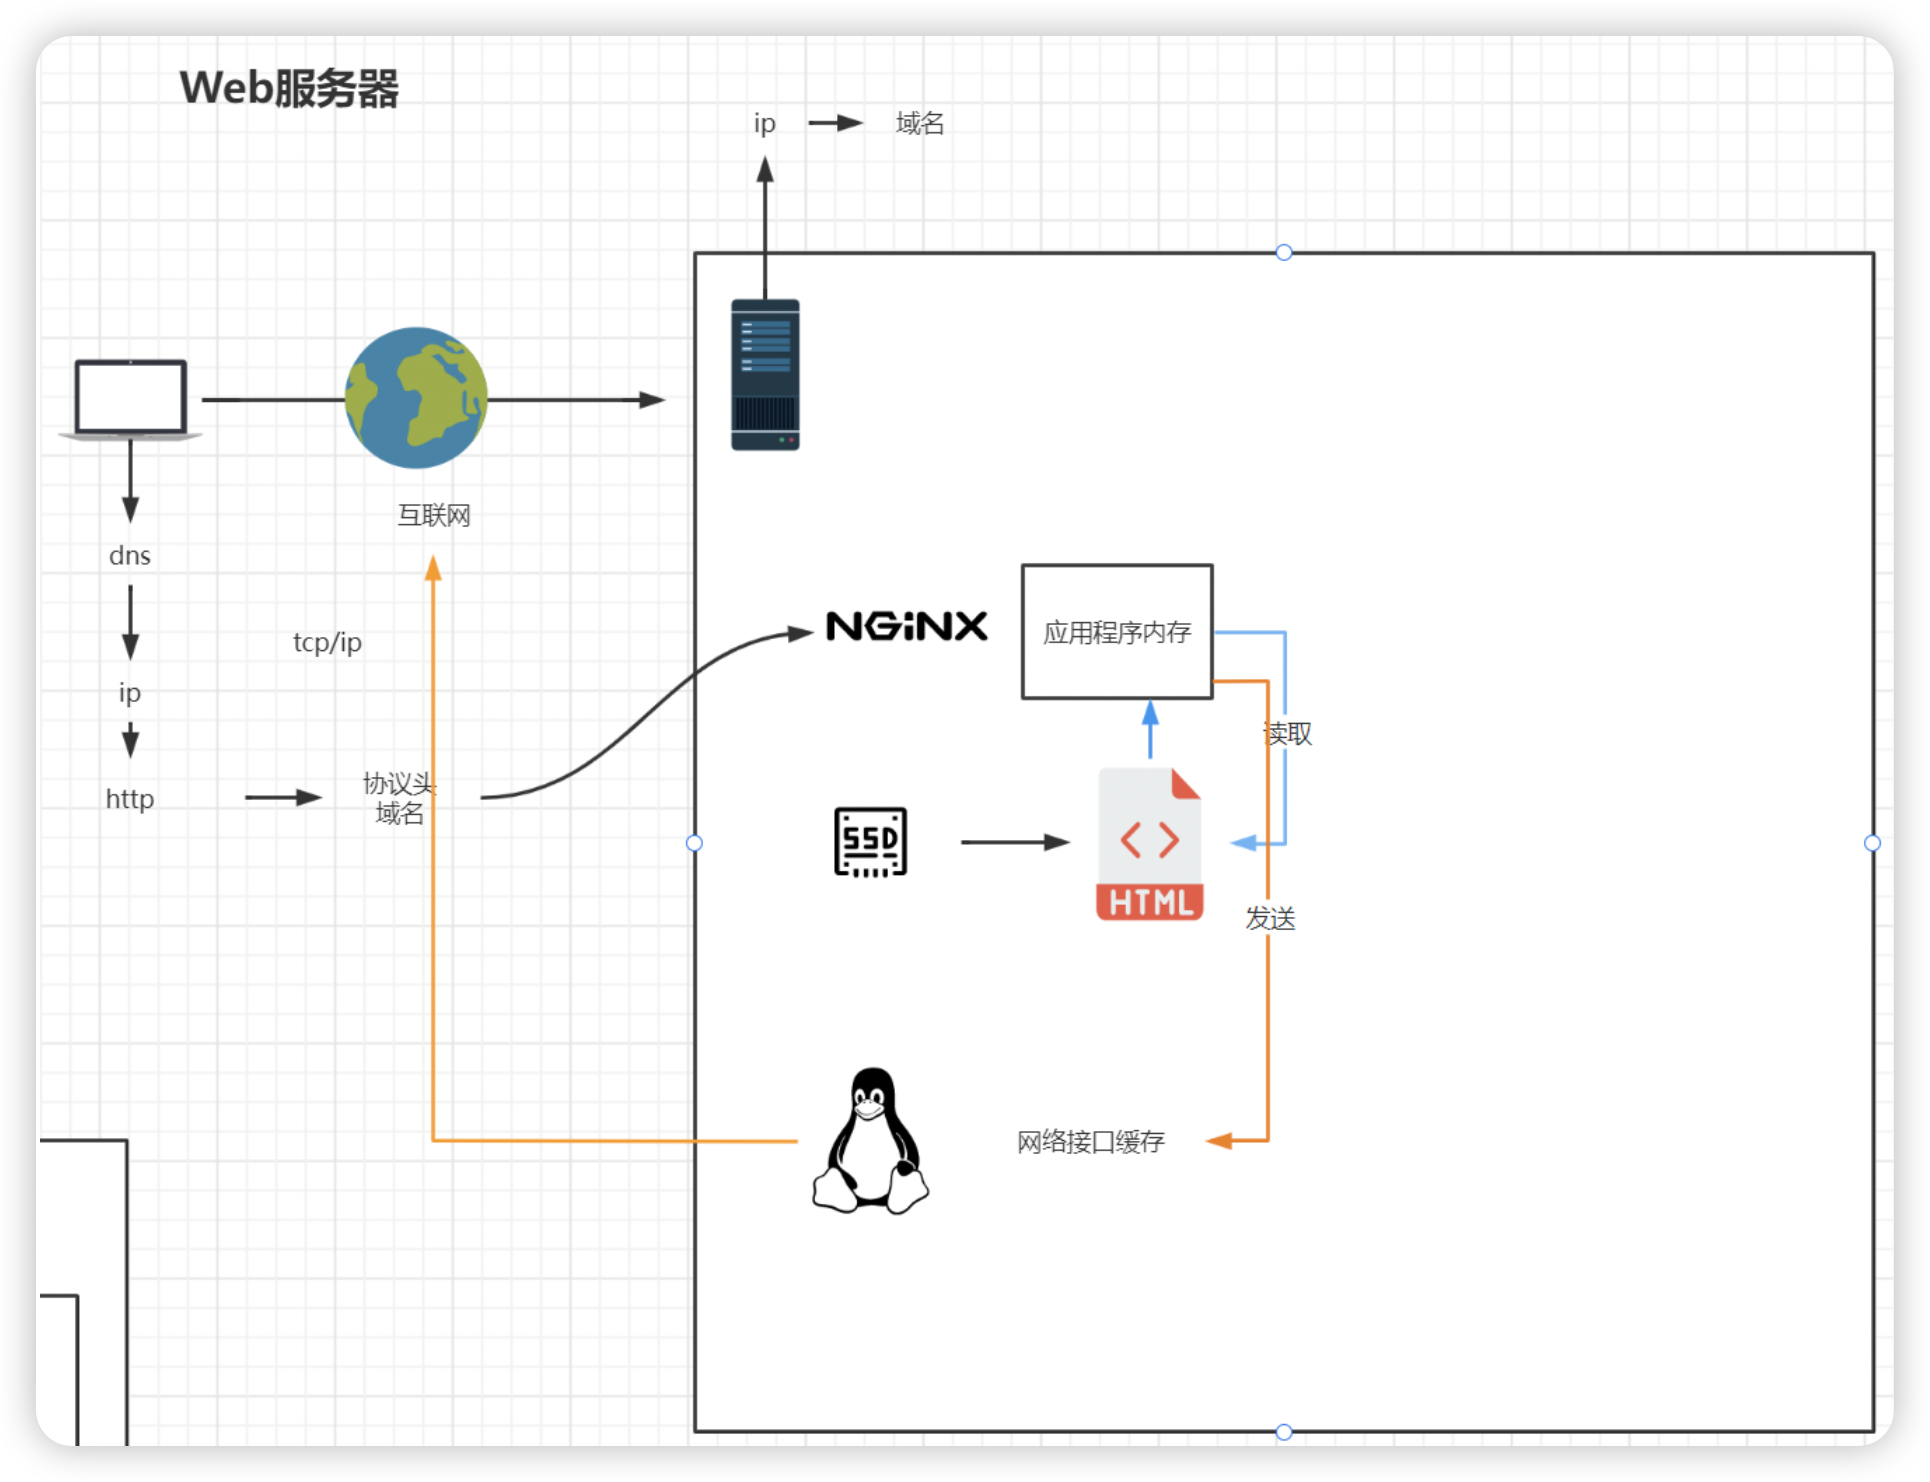 Web服务器
ip
域名
互联网
dns
tcp/ip
ip
http
协议头
域名
NGiNX
应用程序内存
读取
SSD
HTML
发送
网络接口缓存